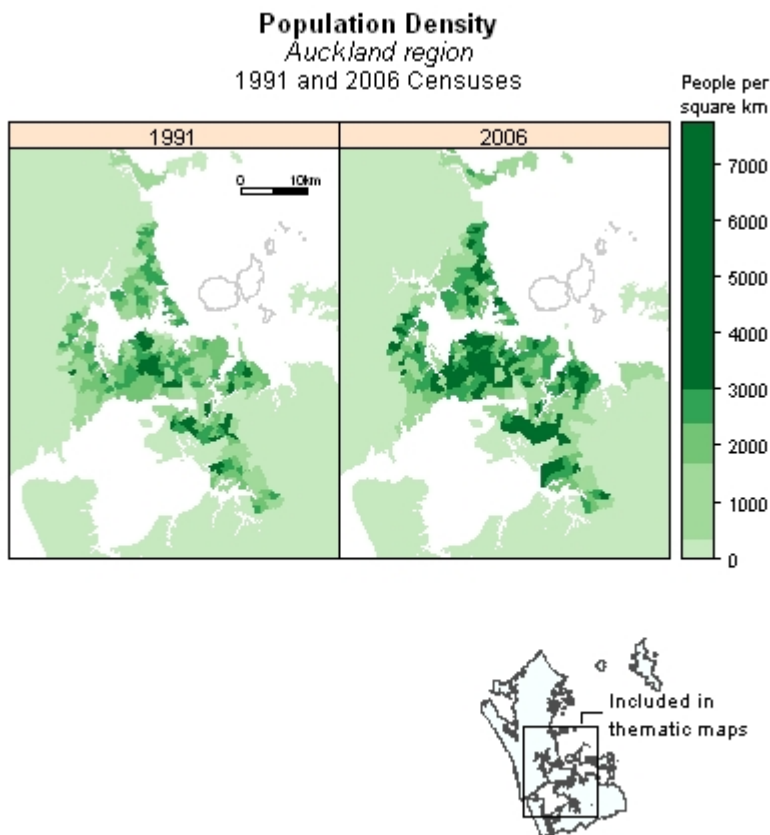 Population Density
Auckland region
1991 and 2006 Censuses
People per
square km
1991
2006
0 10km
7000
6000
5000
4000
3000
2000
1000
0
Included in
thematic maps